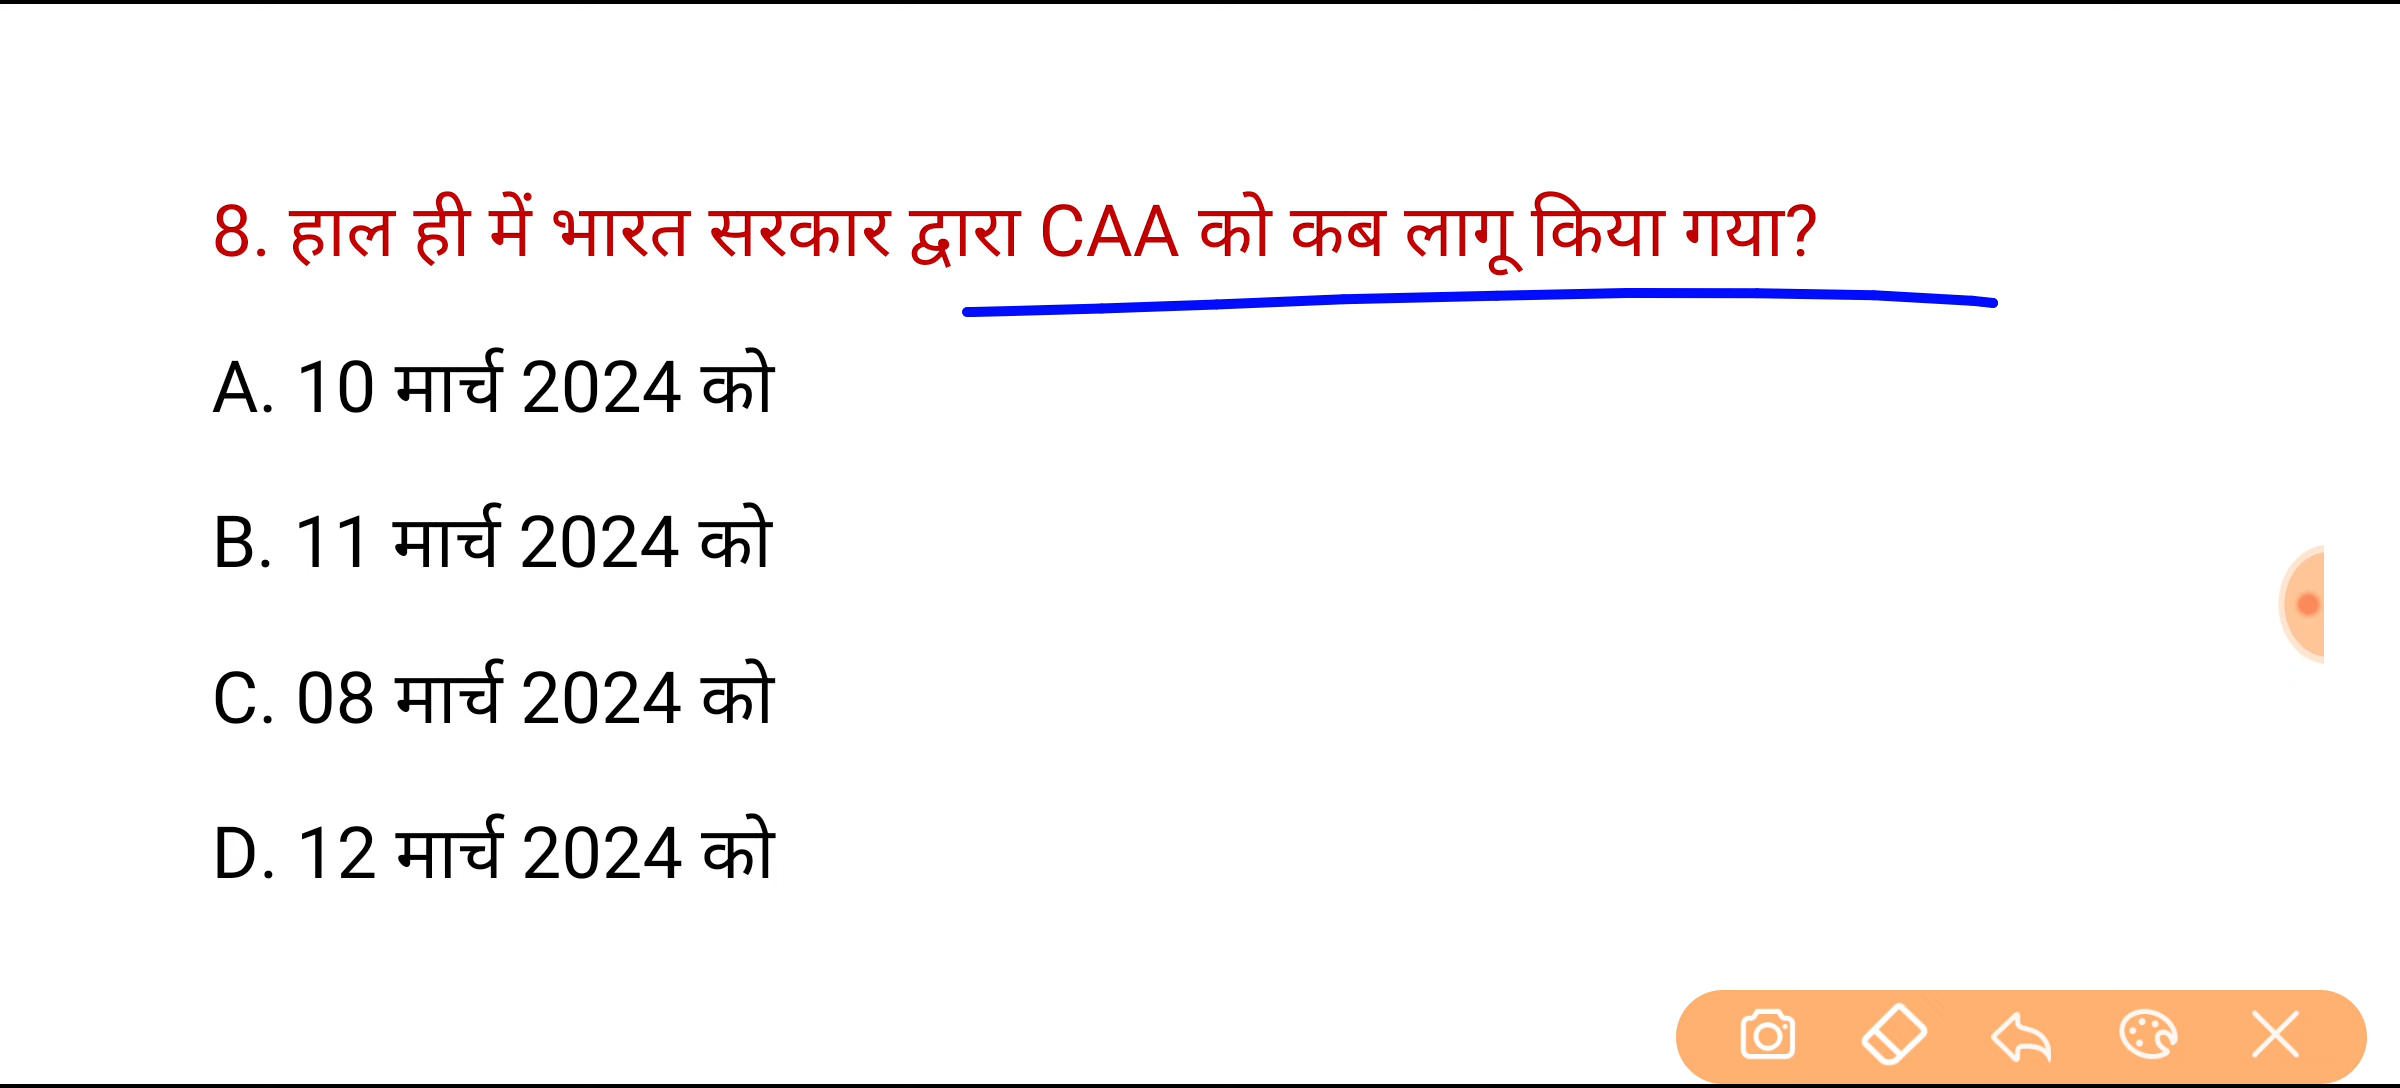 8. हाल ही में भारत सरकार द्वारा CAA को कब लागू किया गया?
A. 10 मार्च 2024 को
B. 11 मार्च 2024 को
C. 08 मार्च 2024 को
D. 12 मार्च 2024 को